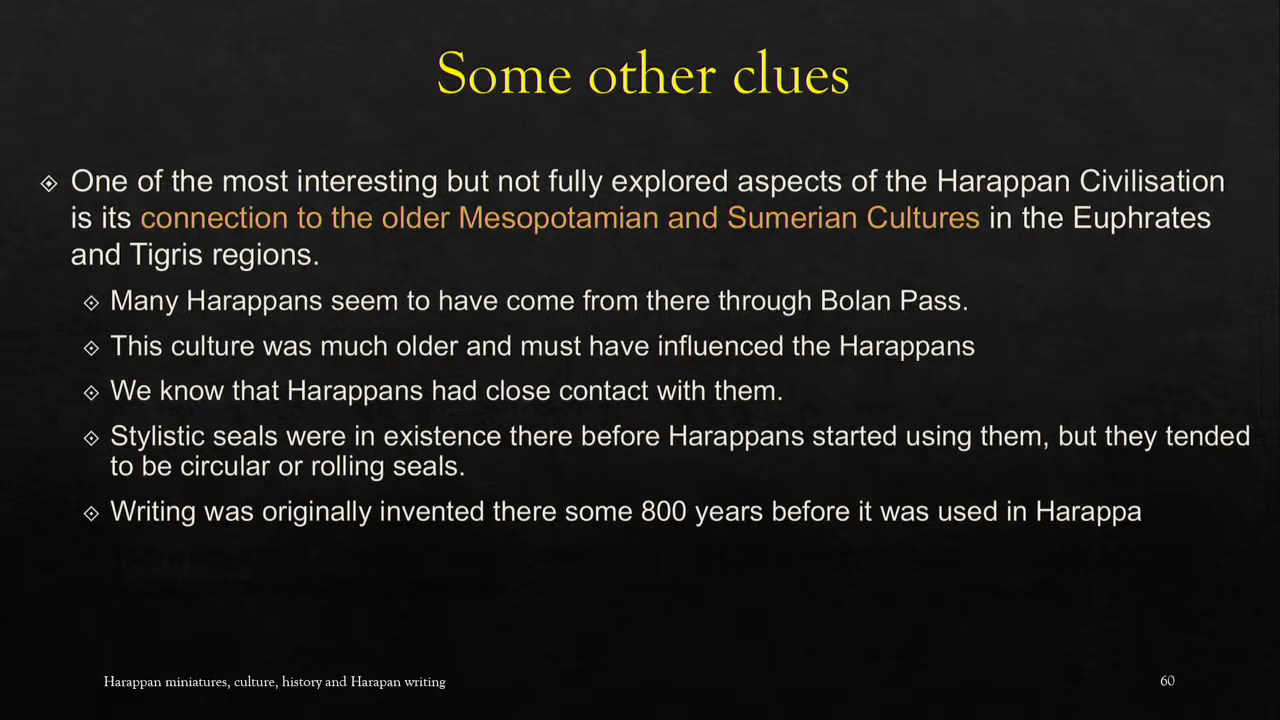 Some other clues
One of the most interesting but not fully explored aspects of the Harappan Civilisation
is its connection to the older Mesopotamian and Sumerian Cultures in the Euphrates
and Tigris regions.
Many Harappans seem to have come from there through Bolan Pass.
This culture was much older and must have influenced the Harappans
We know that Harappans had close contact with them.
Stylistic seals were in existence there before Harappans started using them, but they tended
to be circular or rolling seals.
Writing was originally invented there some 800 years before it was used in Harappa
Harappan miniatures, culture, history and Harapan writing
60